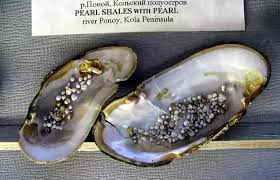 р.Поной, Кольский полуостров
PEARL SHALES WITH PEARL
river Ponoy, Kola Peninsula